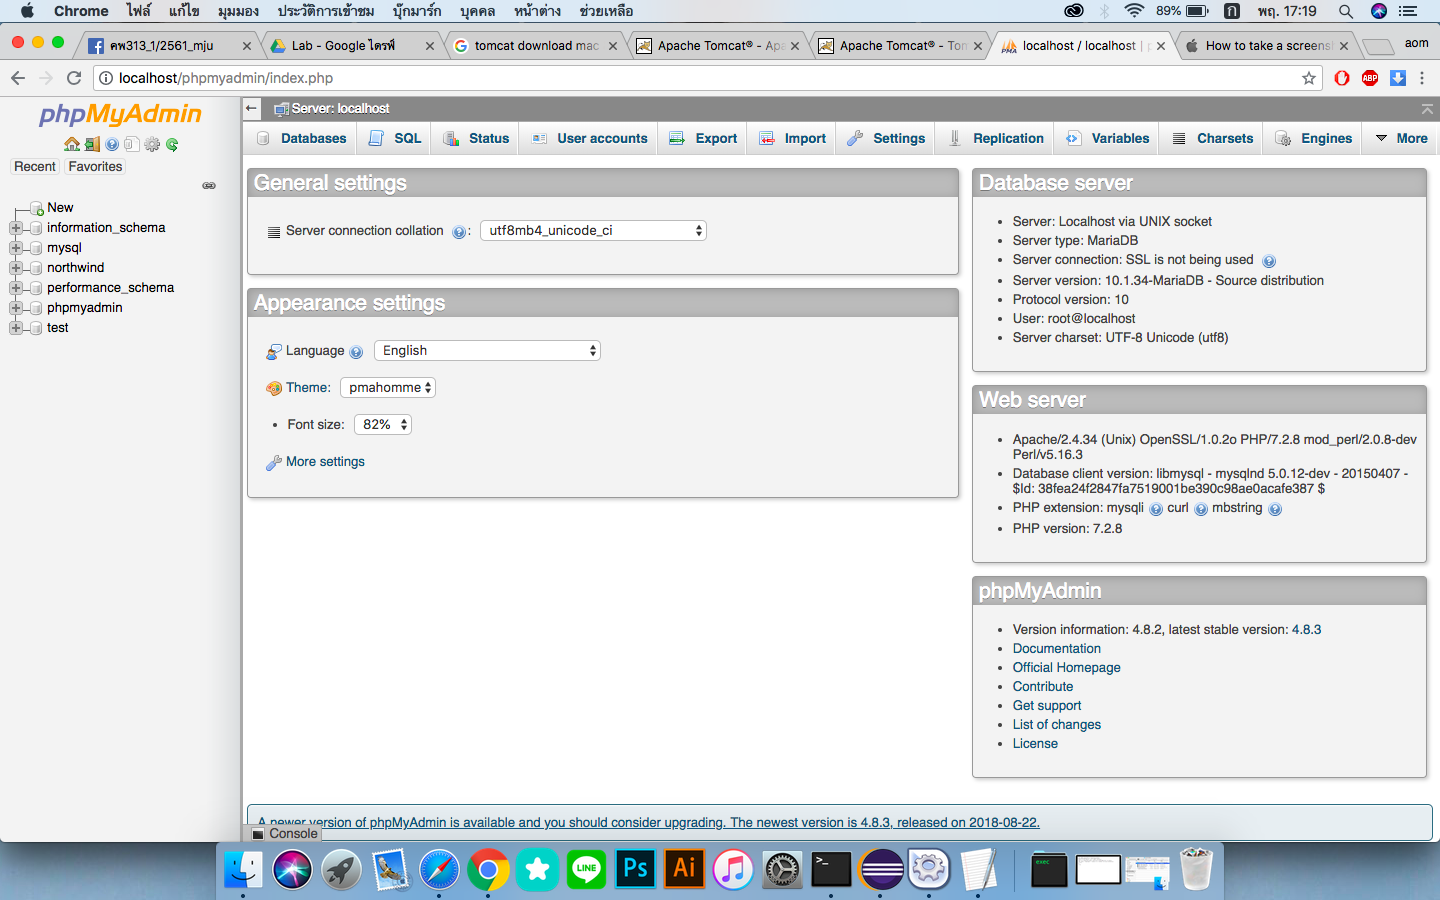 Chrome ไฟล์ แก้ไข มุมมอง ประวัติการเข้าชม บุ๊กมาร์ก บุคคล หน้าต่าง ช่วยเหลือ 89% ก พฤ. 17:19
คพ313_1/2561_mju Lab - Google ไดรฟ์ tomcat download mac Apache Tomcat® - Apa Apache Tomcat® - Tom localhost / localhost | p How to take a screensh aom
localhost/phpmyadmin/index.php ABP
phpMyAdmin
Recent Favorites
New
information_schema
mysql
northwind
performance_schema
phpmyadmin
test
Server: localhost
Databases SQL Status User accounts Export Import Settings Replication Variables Charsets Engines More
General settings
Server connection collation : utf8mb4_unicode_ci
Appearance settings
Language English
Theme: pmahomme
Font size: 82%
More settings
Database server
Server: Localhost via UNIX socket
Server type: MariaDB
Server connection: SSL is not being used
Server version: 10.1.34-MariaDB - Source distribution
Protocol version: 10
User: root@localhost
Server charset: UTF-8 Unicode (utf8)
Web server
Apache/2.4.34 (Unix) OpenSSL/1.0.2o PHP/7.2.8 mod_perl/2.0.8-dev
Perl/v5.16.3
Database client version: libmysql - mysqlnd 5.0.12-dev - 20150407 -
$Id: 38fea24f2847fa7519001be390c98ae0acafe387 $
PHP extension: mysqli curl mbstring
PHP version: 7.2.8
phpMyAdmin
Version information: 4.8.2, latest stable version: 4.8.3
Documentation
Official Homepage
Contribute
Get support
List of changes
License
A newer version of phpMyAdmin is available and you should consider upgrading. The newest version is 4.8.3, released on 2018-08-22.
Console
LINE Ps Ai exec